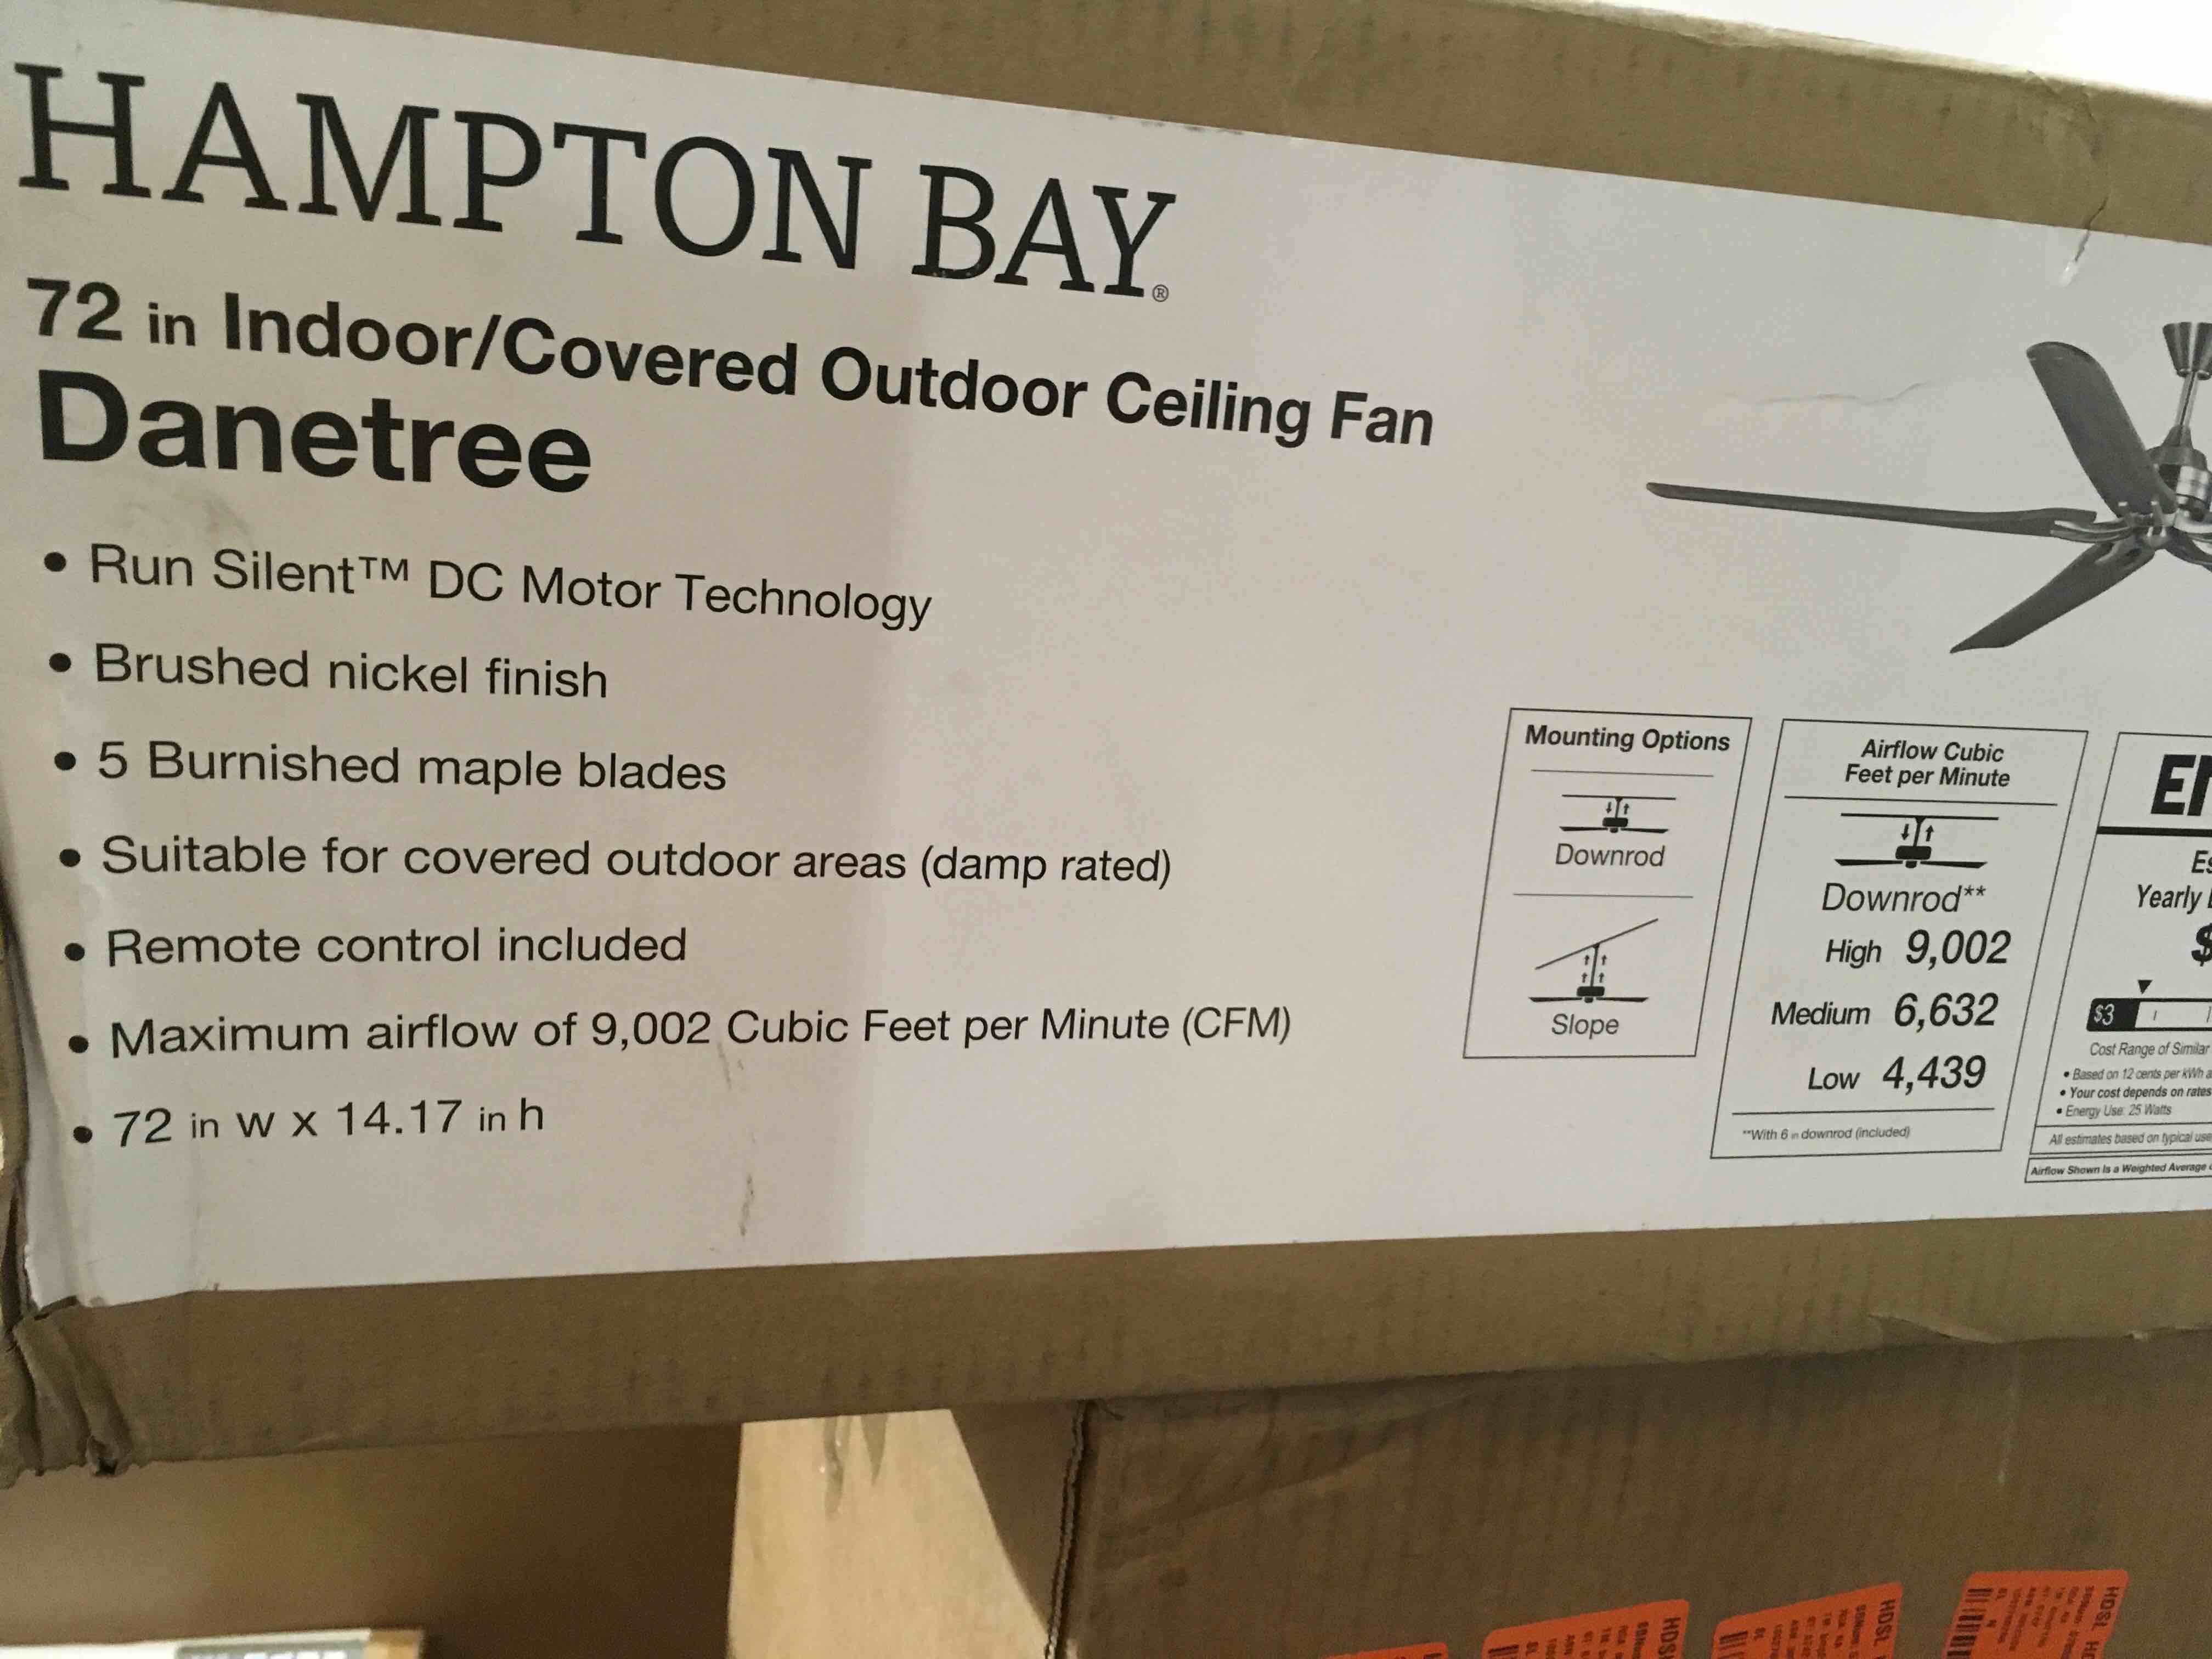 HAMPTON BAY®
72 in Indoor/Covered Outdoor Ceiling Fan
Danetree
• Run Silent™ DC Motor Technology
• Brushed nickel finish
• 5 Burnished maple blades
• Suitable for covered outdoor areas (damp rated)
• Remote control included
• Maximum airflow of 9,002 Cubic Feet per Minute (CFM)
• 72 in w x 14.17 in h
Mounting Options
Downrod
Slope
Airflow Cubic
Feet per Minute
Downrod**
High 9,002
Medium 6,632
Low 4,439
**With 6 in downrod (included)
Yearly
$
$3
Cost Range of Similar
• Based on 12 cents per kWh
• Your cost depends on rates
• Energy Use: 25 Watts
All estimates based on typical use
Airflow Shown Is a Weighted Average
HDSL
HDSL